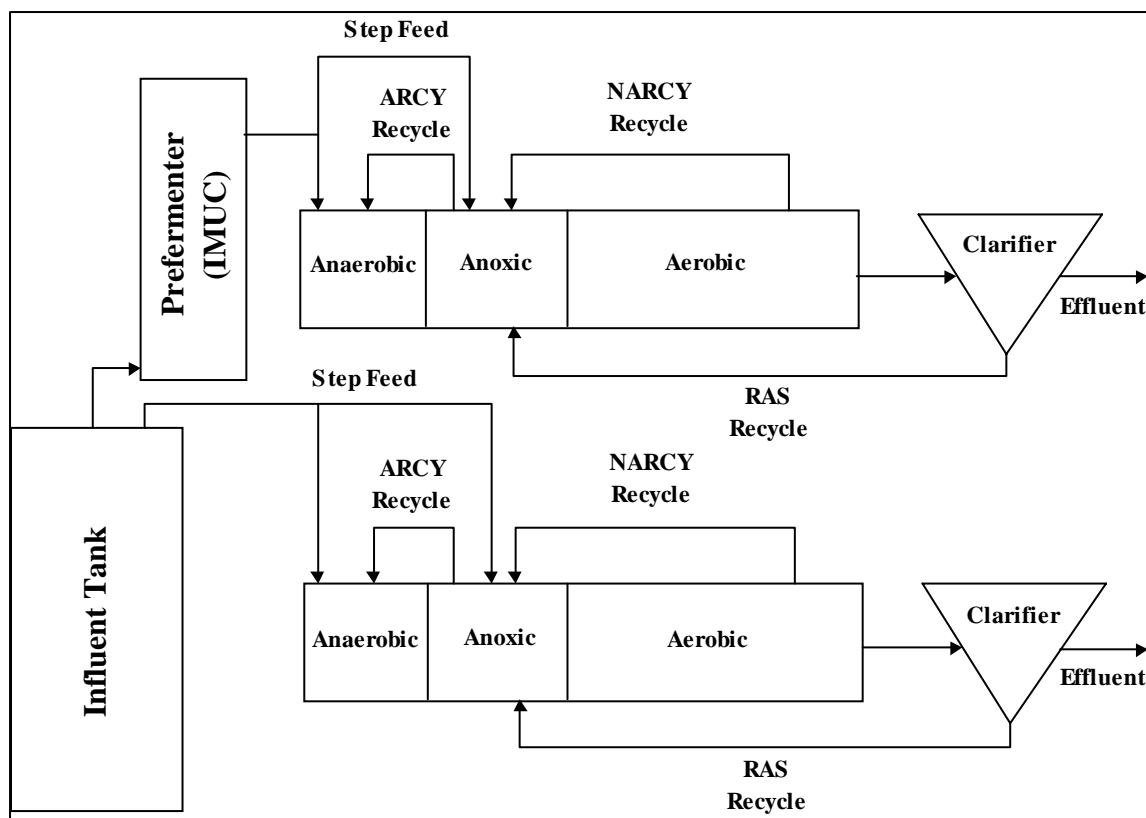 Step Feed
ARCY
Recycle
NARCY
Recycle
Prefermenter
(IMUC)
Anaerobic
Anoxic
Aerobic
Clarifier
Effluent
RAS
Recycle
Step Feed
ARCY
Recycle
NARCY
Recycle
Influent Tank
Anaerobic
Anoxic
Aerobic
Clarifier
Effluent
RAS
Recycle